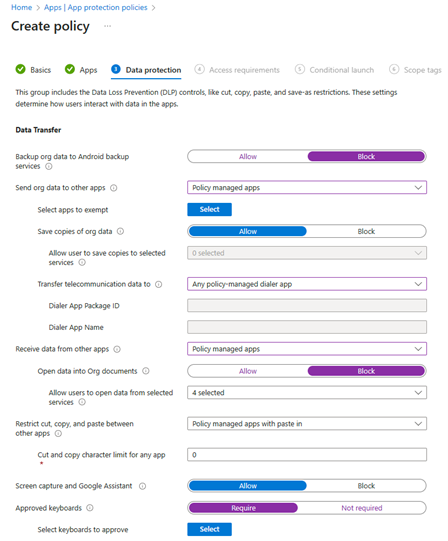 Home > Apps | App protection policies >
Create policy ...
Basics Apps 3 Data protection 4 Access requirements 5 Conditional launch 6 Scope tags
This group includes the Data Loss Prevention (DLP) controls, like cut, copy, paste, and save-as restrictions. These settings
determine how users interact with data in the apps.
Data Transfer
Backup org data to Android backup
services
Allow Block
Send org data to other apps Policy managed apps
Select apps to exempt Select
Save copies of org data Allow Block
Allow user to save copies to selected
services
0 selected
Transfer telecommunication data to Any policy-managed dialer app
Dialer App Package ID
Dialer App Name
Receive data from other apps Policy managed apps
Open data into Org documents Allow Block
Allow users to open data from selected
services
4 selected
Restrict cut, copy, and paste between
other apps
Policy managed apps with paste in
Cut and copy character limit for any app
*
0
Screen capture and Google Assistant Allow Block
Approved keyboards Require Not required
Select keyboards to approve Select